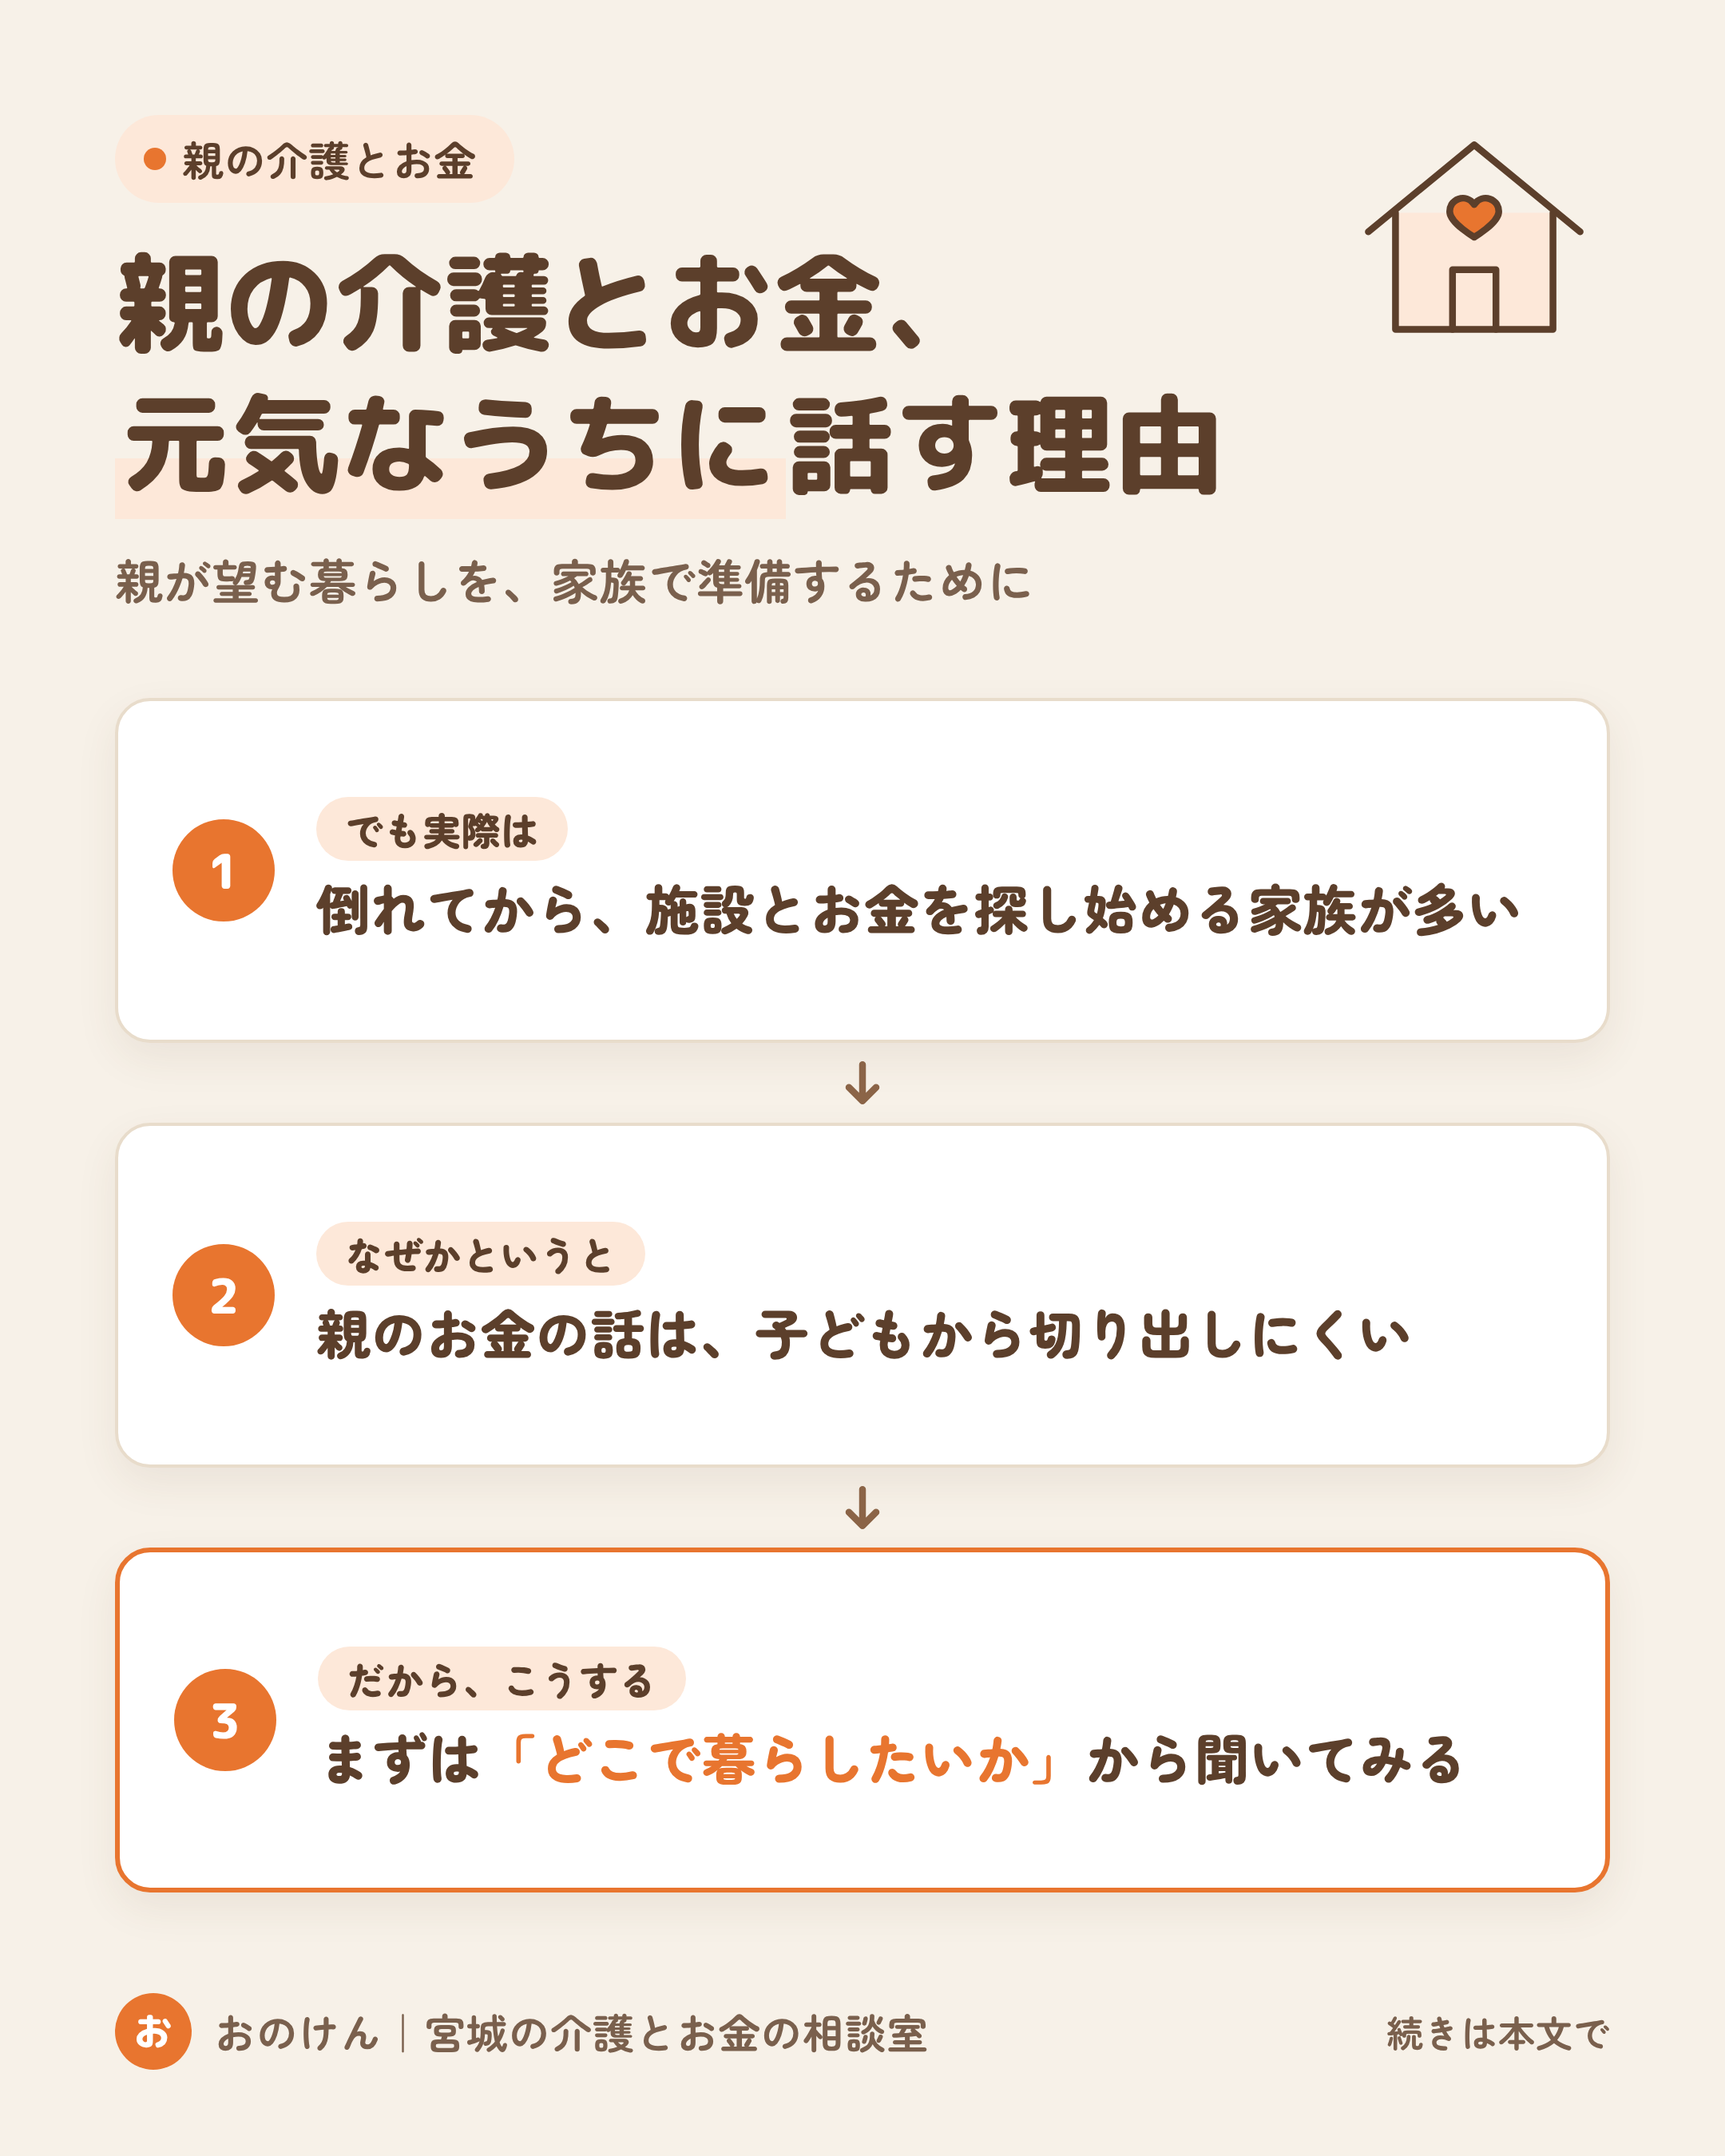 親の介護とお金
親の介護とお金、
元気なうちに話す理由
親が望む暮らしを、家族で準備するために
でも実際は
1
倒れてから、施設とお金を探し始める家族が多い
なぜかというと
2
親のお金の話は、子どもから切り出しにくい
だから、こうする
3
まずは「どこで暮らしたいか」から聞いてみる
お おのけん｜宮城の介護とお金の相談室
続きは本文で